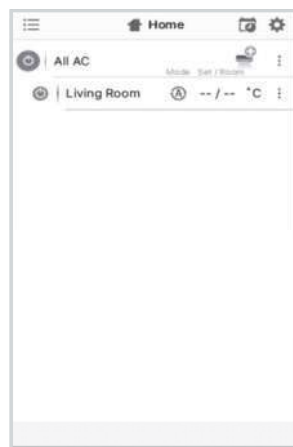 Home
All AC
Mode Set / Room
Living Room A -- / -- °C